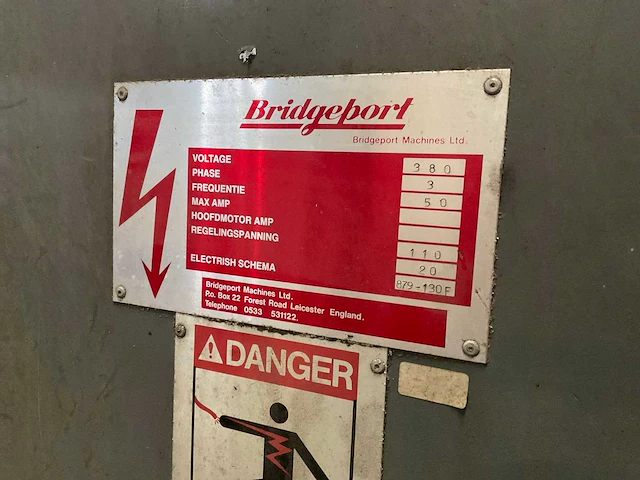 Bridgeport
Bridgeport Machines Ltd.
VOLTAGE 380
PHASE 3
FREQUENTIE 50
MAX AMP
HOOFDMOTOR AMP
REGELINGSPANNING 110
20
ELECTRISH SCHEMA 879-130F
Bridgeport Machines Ltd.
P.o. Box 22 Forest Road Leicester England.
Telephone 0533 531122.
DANGER